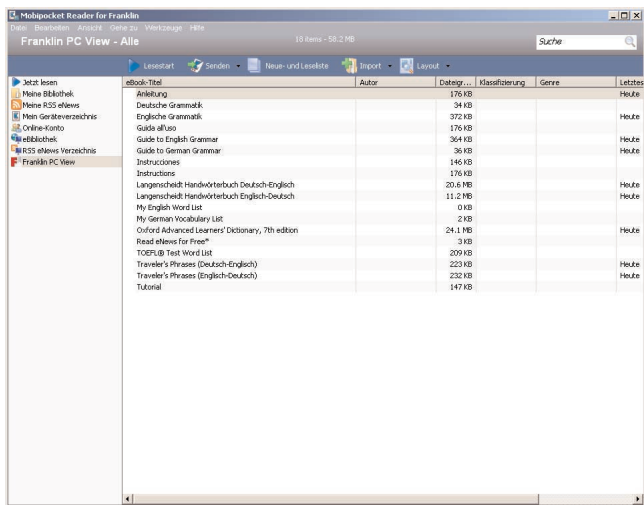 Mobipocket Reader for Franklin
Datei Bearbeiten Ansicht Gehe zu Werkzeuge Hilfe
Franklin PC View - Alle 18 items - 58.2 MB Suche
Lesestart Senden Neue- und Leseliste Import Layout
Jetzt lesen
Meine Bibliothek
Meine RSS eNews
Mein Geräteverzeichnis
Online-Konto
eBibliothek
RSS eNews Verzeichnis
Franklin PC View
eBook-Titel Autor Dateigr... Klassifizierung Genre Letztes
Anleitung 176 KB Heute
Deutsche Grammatik 34 KB
Englische Grammatik 372 KB Heute
Guida all'uso 176 KB
Guide to English Grammar 364 KB Heute
Guide to German Grammar 36 KB Heute
Instrucciones 146 KB
Instructions 176 KB
Langenscheidt Handwörterbuch Deutsch-Englisch 20.6 MB Heute
Langenscheidt Handwörterbuch Englisch-Deutsch 11.2 MB Heute
My English Word List 0 KB
My German Vocabulary List 2 KB
Oxford Advanced Learners' Dictionary, 7th edition 24.1 MB Heute
Read eNews for Free*
3 KB
TOEFL® Test Word List 209 KB
Traveler's Phrases (Deutsch-Englisch) 223 KB Heute
Traveler's Phrases (Englisch-Deutsch) 232 KB Heute
Tutorial 147 KB